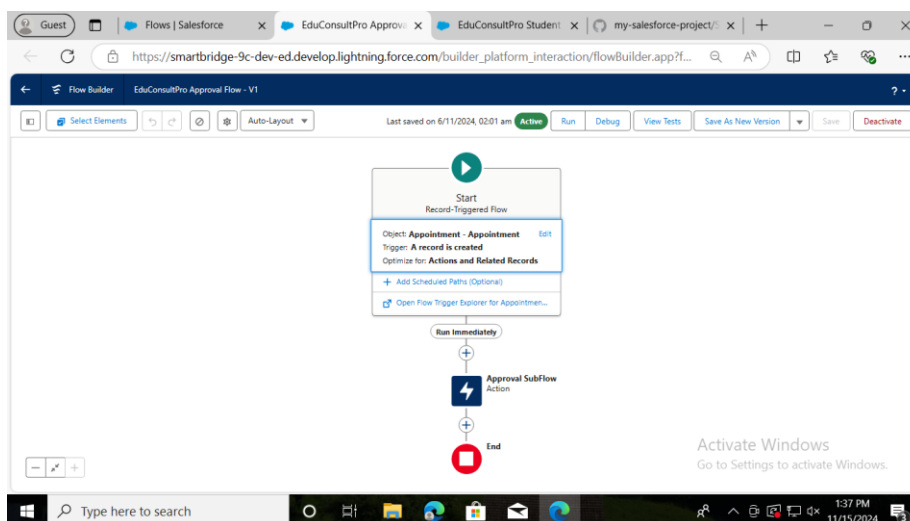 Guest
Flows | Salesforce
EduConsultPro Approv
EduConsultPro Student
my-salesforce-project/S
https://smartbridge-9c-dev-ed.develop.lightning.force.com/builder_platform_interaction/flowBuilder.app?f...
Flow Builder EduConsultPro Approval Flow - V1
?
Select Elements
Auto-Layout
Last saved on 6/11/2024, 02:01 am Active Run Debug View Tests Save As New Version Save Deactivate
Start
Record-Triggered Flow
Object: Appointment - Appointment Edit
Trigger: A record is created
Optimize for: Actions and Related Records
+ Add Scheduled Paths (Optional)
Open Flow Trigger Explorer for Appointmen...
Run Immediately
Approval SubFlow
Action
End
Activate Windows
Go to Settings to activate Windows.
Type here to search
1:37 PM
11/15/2024